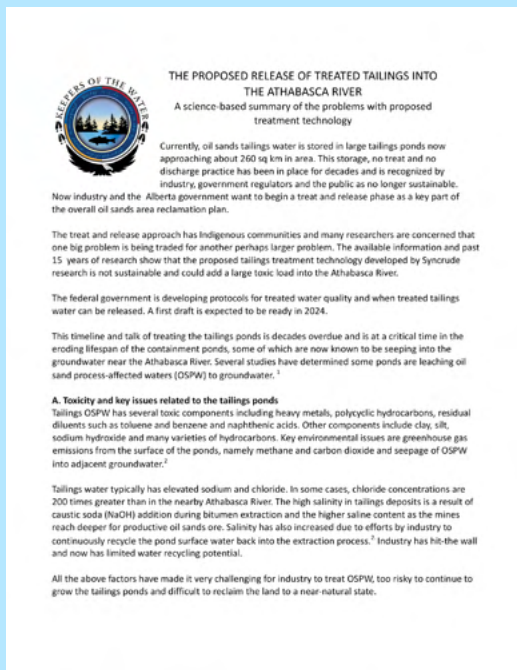 KEEPERS OF THE WATER
THE PROPOSED RELEASE OF TREATED TAILINGS INTO
THE ATHABASCA RIVER
A science-based summary of the problems with proposed
treatment technology
Currently, oil sands tailings water is stored in large tailings ponds now
approaching about 260 sq km in area. This storage, no treat and no
discharge practice has been in place for decades and is recognized by
industry, government regulators and the public as no longer sustainable.
Now industry and the Alberta government want to begin a treat and release phase as a key part of
the overall oil sands area reclamation plan.
The treat and release approach has Indigenous communities and many researchers are concerned that
one big problem is being traded for another perhaps larger problem. The available information and past
15 years of research show that the proposed tailings treatment technology developed by Syncrude
research is not sustainable and could add a large toxic load into the Athabasca River.
The federal government is developing protocols for treated water quality and when treated tailings
water can be released. A first draft is expected to be ready in 2024.
This timeline and talk of treating the tailings ponds is decades overdue and is at a critical time in the
eroding lifespan of the containment ponds, some of which are now known to be seeping into the
groundwater near the Athabasca River. Several studies have determined some ponds are leaching oil
sand process-affected waters (OSPW) to groundwater. 1
A. Toxicity and key issues related to the tailings ponds
Tailings OSPW has several toxic components including heavy metals, polycyclic hydrocarbons, residual
diluents such as toluene and benzene and naphthenic acids. Other components include clay, silt,
sodium hydroxide and many varieties of hydrocarbons. Key environmental issues are greenhouse gas
emissions from the surface of the ponds, namely methane and carbon dioxide and seepage of OSPW
into adjacent groundwater.2
Tailings water typically has elevated sodium and chloride. In some cases, chloride concentrations are
200 times greater than in the nearby Athabasca River. The high salinity in tailings deposits is a result of
caustic soda (NaOH) addition during bitumen extraction and the higher saline content as the mines
reach deeper for productive oil sands ore. Salinity has also increased due to efforts by industry to
continuously recycle the pond surface water back into the extraction process.2 Industry has hit-the wall
and now has limited water recycling potential.
All the above factors have made it very challenging for industry to treat OSPW, too risky to continue to
grow the tailings ponds and difficult to reclaim the land to a near-natural state.